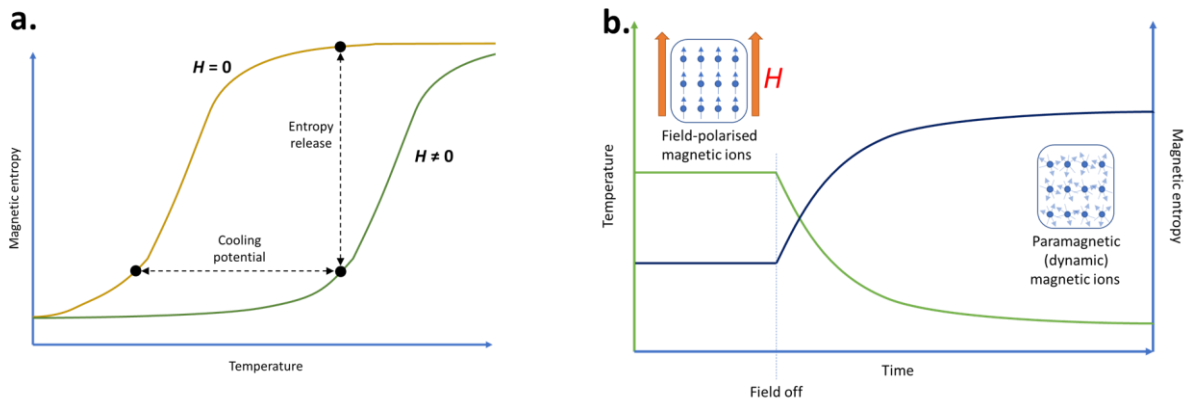 a.
H = 0
Entropy
release
H ≠ 0
Cooling
potential
Magnetic entropy
Temperature
b.
H
Field-polarised
magnetic ions
Temperature
Paramagnetic
(dynamic)
magnetic ions
Magnetic entropy
Time
Field off